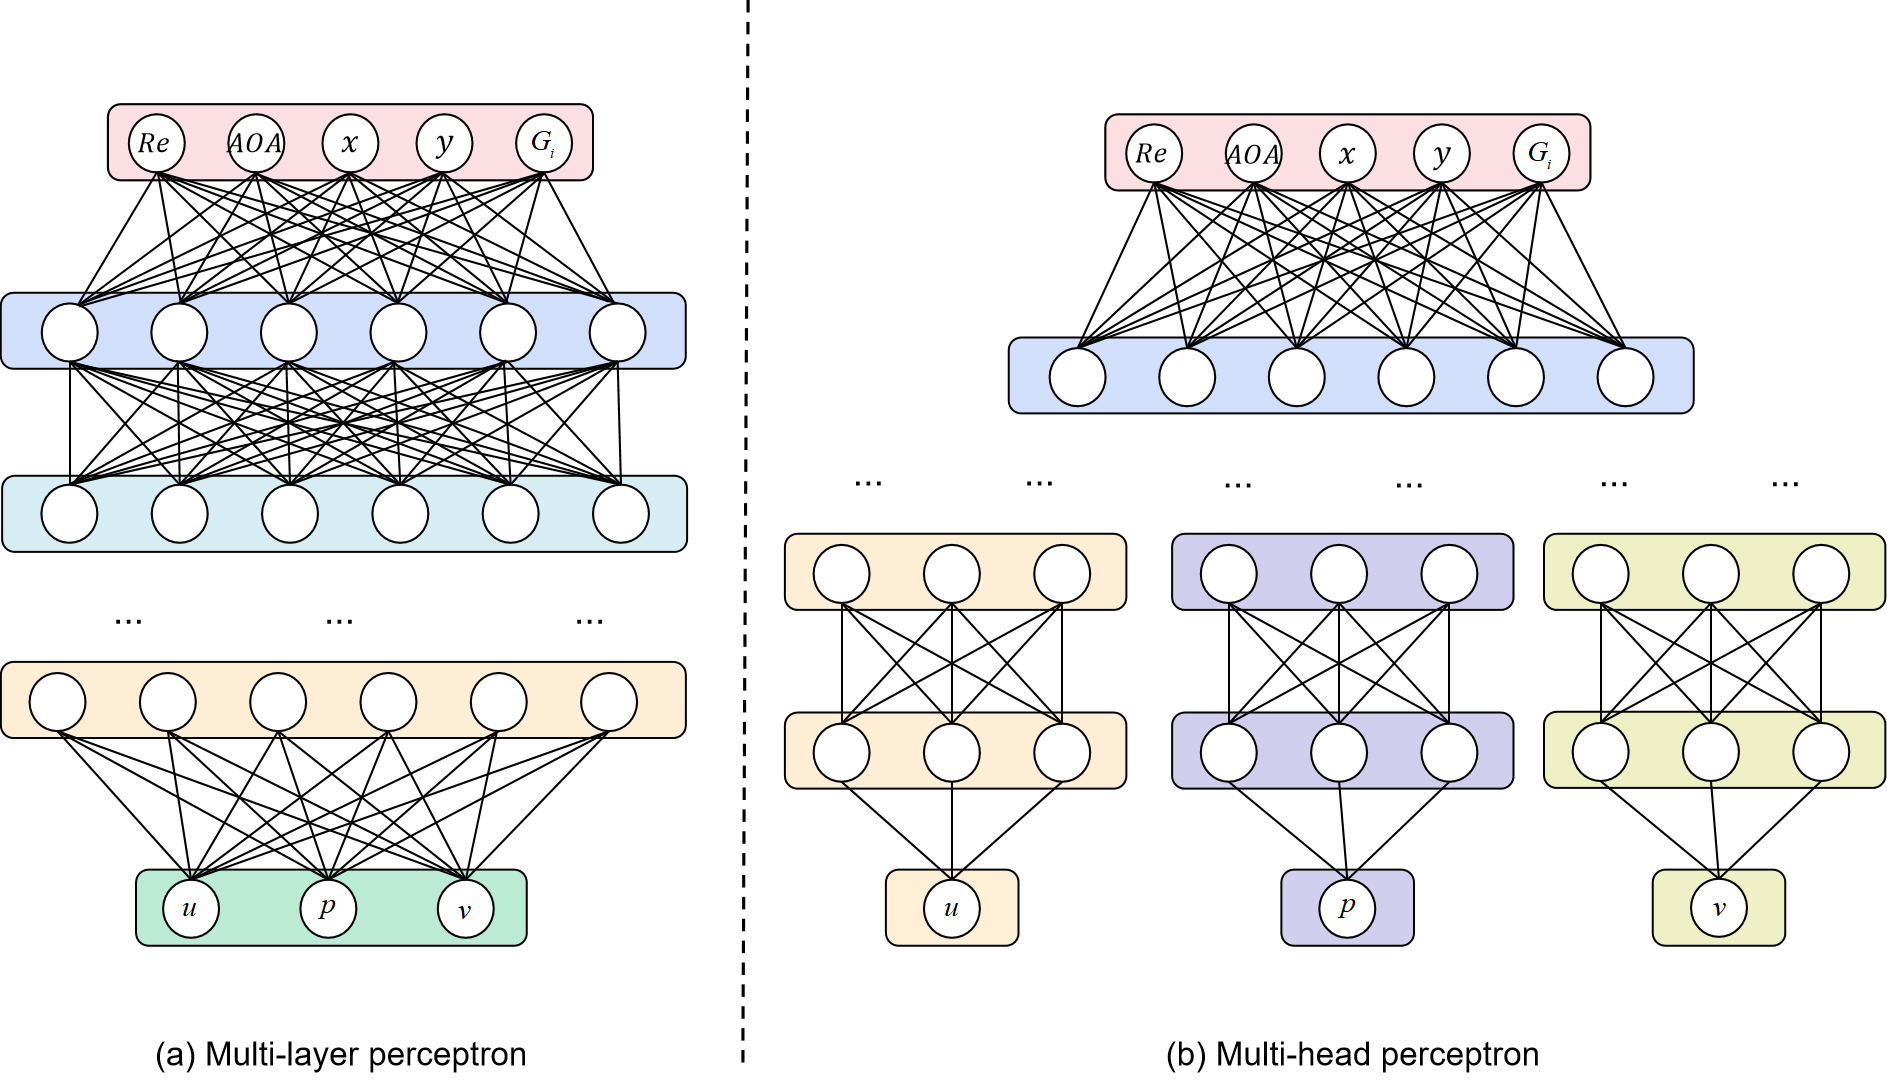 Re AOA x y G_i
... ... ...
u p v
(a) Multi-layer perceptron
Re AOA x y G_i
... ... ... ... ... ...
u p v
(b) Multi-head perceptron